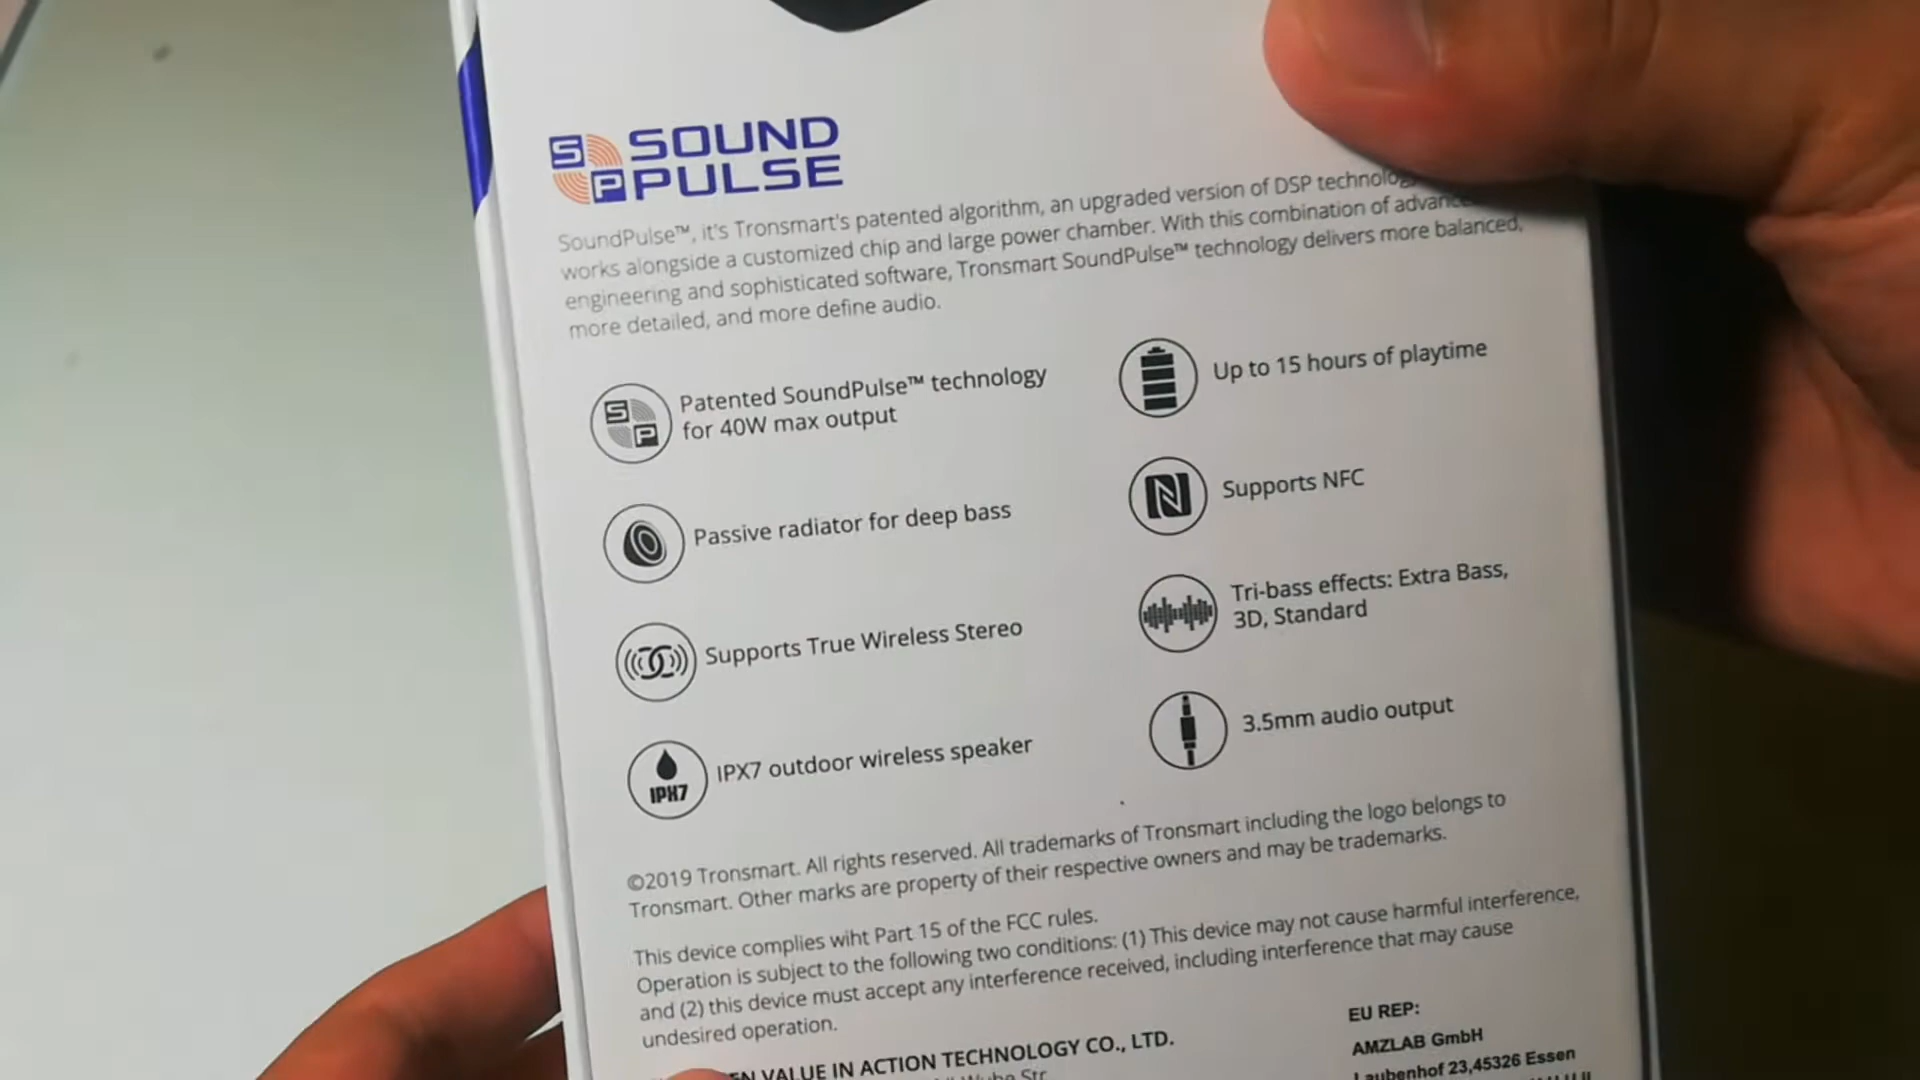 SP SOUND PULSE
SoundPulse™, it's Tronsmart's patented algorithm, an upgraded version of DSP
works alongside a customized chip and large power chamber. With this combination of
engineering and sophisticated software, Tronsmart SoundPulse™ technology delivers more balanced,
more detailed, and more define audio.
SP Patented SoundPulse™ technology
for 40W max output
Passive radiator for deep bass
Supports True Wireless Stereo
IPX7 IPX7 outdoor wireless speaker
Up to 15 hours of playtime
Supports NFC
Tri-bass effects: Extra Bass,
3D, Standard
3.5mm audio output
©2019 Tronsmart. All rights reserved. All trademarks of Tronsmart including the logo belongs to
Tronsmart. Other marks are property of their respective owners and may be trademarks.
This device complies wiht Part 15 of the FCC rules.
Operation is subject to the following two conditions: (1) This device may not cause harmful interference,
and (2) this device must accept any interference received, including interference that may cause
undesired operation.
VALUE IN ACTION TECHNOLOGY CO., LTD.
EU REP:
AMZLAB GmbH
Laubenhof 23,45326 Essen